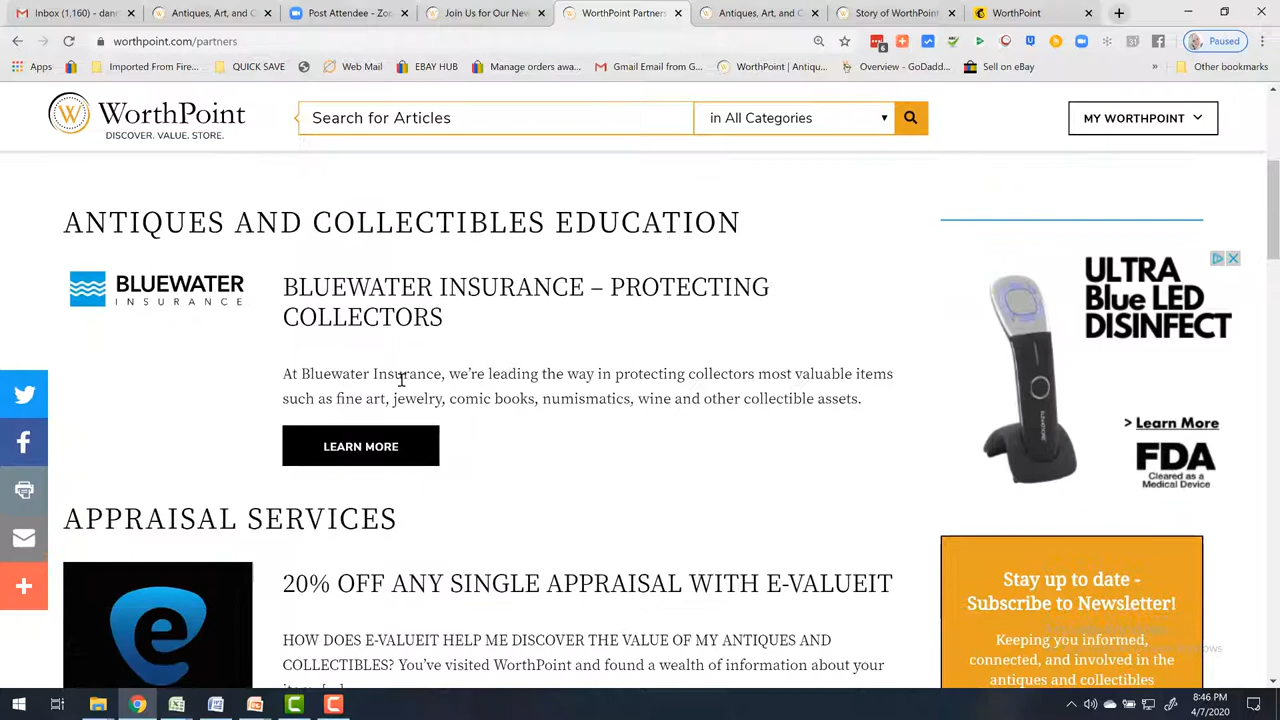 Antiques, Art, and C
Post Attendee - Zoo
Join Us for Our New
WorthPoint Partners
Antiques, Art, and C
Story of WorthPoint
WorthPoint
worthpoint.com/partners
6
Paused
Apps
Imported From Fire...
QUICK SAVE
Web Mail
EBAY HUB
Manage orders awa...
Gmail Email from G...
WorthPoint | Antiqu...
Overview - GoDadd...
Sell on eBay
»
Other bookmarks
W
WorthPoint
DISCOVER. VALUE. STORE.
Search for Articles
in All Categories
MY WORTHPOINT
ANTIQUES AND COLLECTIBLES EDUCATION
BLUEWATER
INSURANCE
BLUEWATER INSURANCE – PROTECTING
COLLECTORS
At Bluewater Insurance, we’re leading the way in protecting collectors most valuable items
such as fine art, jewelry, comic books, numismatics, wine and other collectible assets.
LEARN MORE
ULTRA
Blue LED
DISINFECT
> Learn More
FDA
Cleared as a
Medical Device
APPRAISAL SERVICES
e
20% OFF ANY SINGLE APPRAISAL WITH E-VALUEIT
HOW DOES E-VALUEIT HELP ME DISCOVER THE VALUE OF MY ANTIQUES AND
COLLECTIBLES? You’ve visited WorthPoint and found a wealth of information about your
Stay up to date -
Subscribe to Newsletter!
Keeping you informed,
connected, and involved in the
antiques and collectibles
8:46 PM
4/7/2020